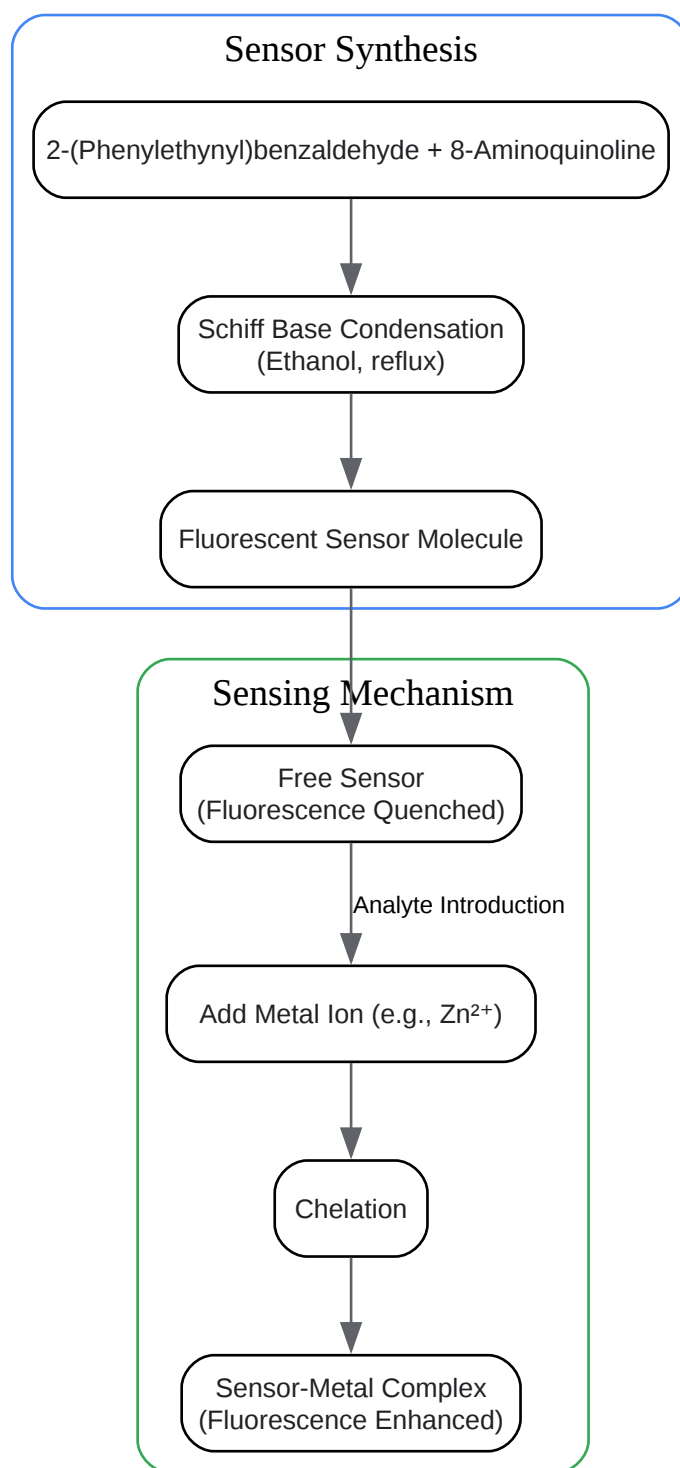 Sensor Synthesis
2-(Phenylethynyl)benzaldehyde + 8-Aminoquinoline
Schiff Base Condensation
(Ethanol, reflux)
Fluorescent Sensor Molecule
Sensing Mechanism
Free Sensor
(Fluorescence Quenched)
Analyte Introduction
Add Metal Ion (e.g., Zn²⁺)
Chelation
Sensor-Metal Complex
(Fluorescence Enhanced)